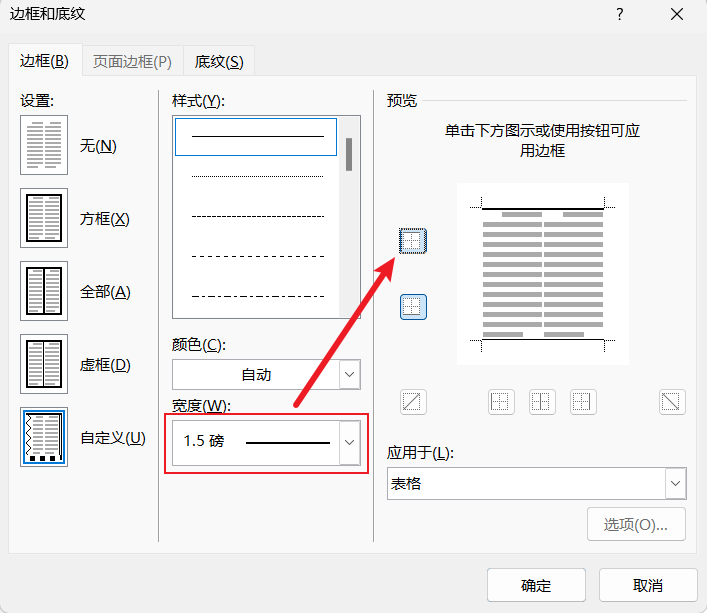 边框和底纹
?
边框(B)
页面边框(P)
底纹(S)
设置:
无(N)
方框(X)
全部(A)
虚框(D)
自定义(U)
样式(Y):
颜色(C):
自动
宽度(W):
1.5 磅
预览
单击下方图示或使用按钮可应
用边框
应用于(L):
表格
选项(O)...
确定
取消